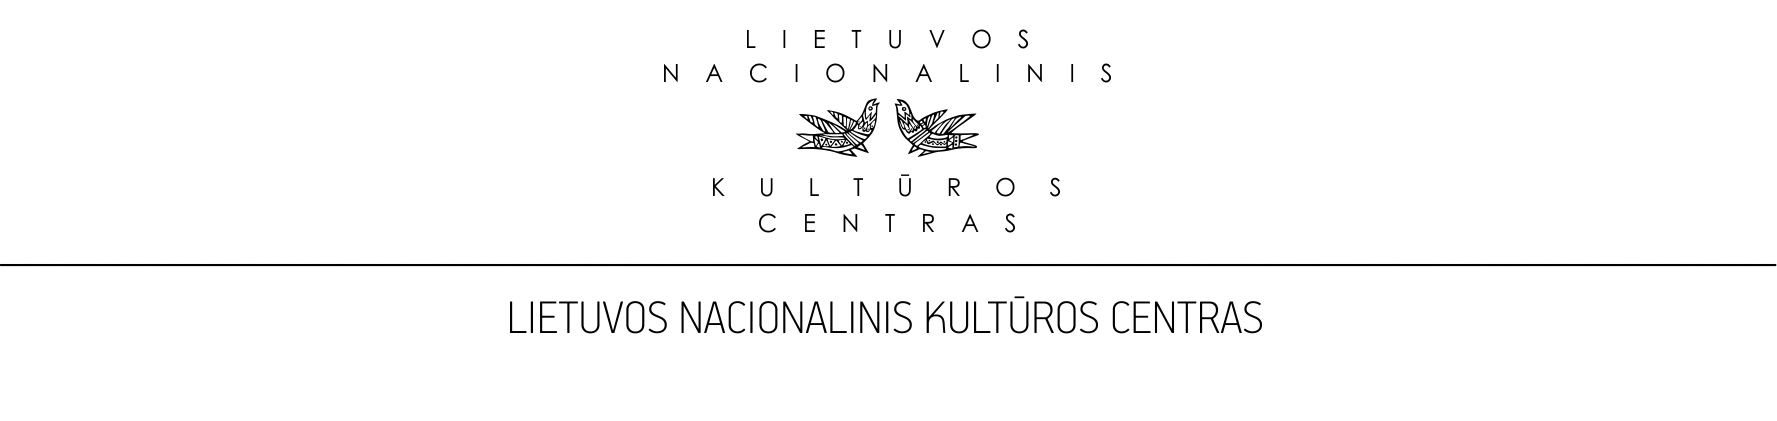 LIETUVOS
NACIONALINIS
KULTŪROS
CENTRAS
LIETUVOS NACIONALINIS KULTŪROS CENTRAS